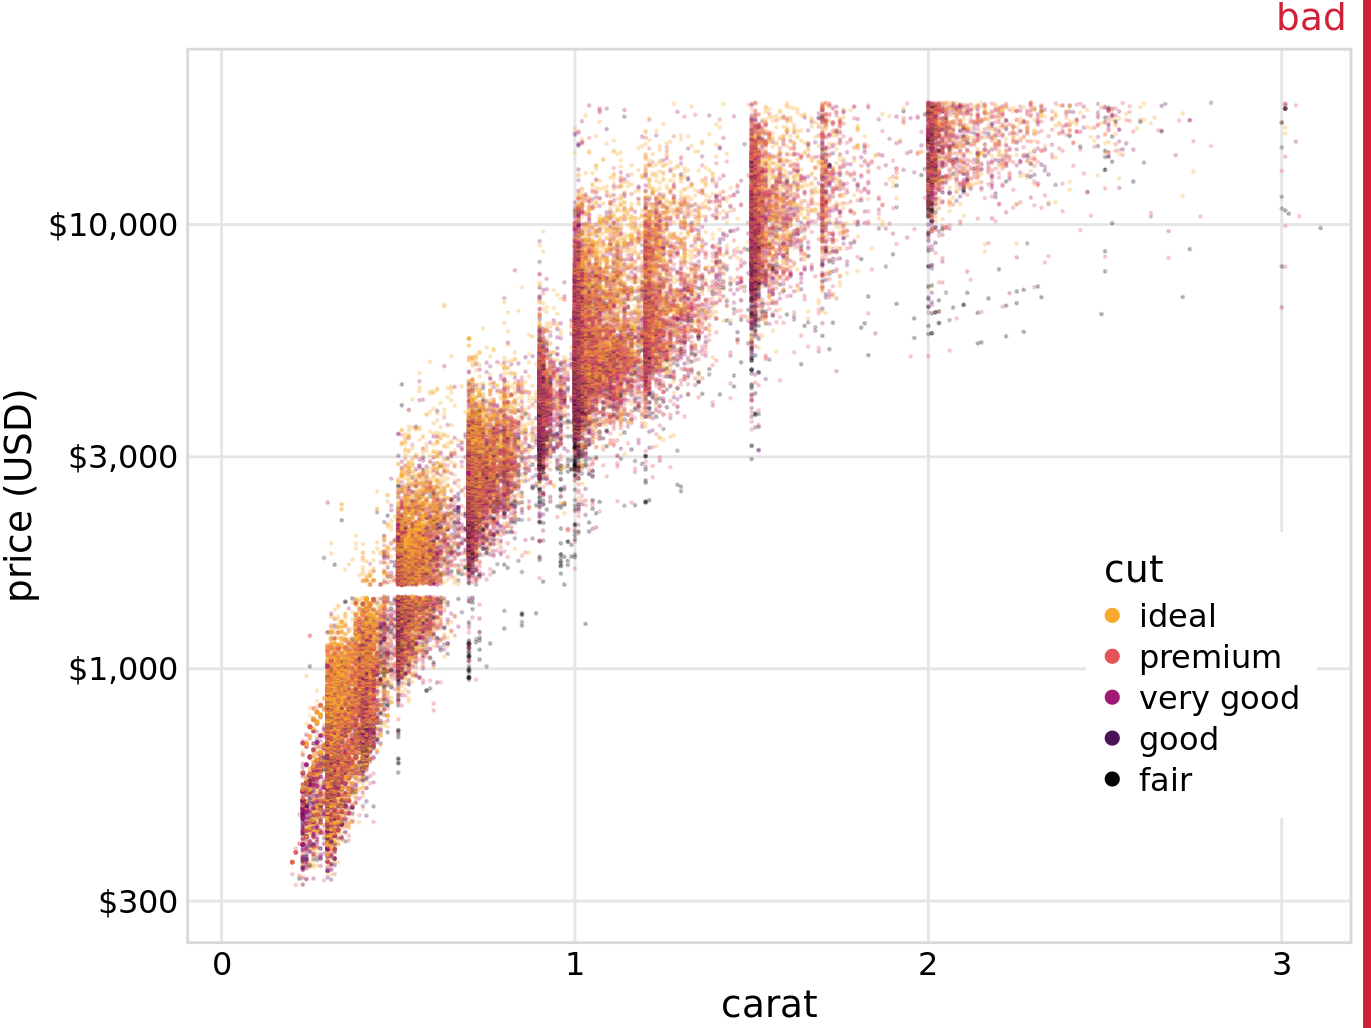 bad
price (USD)
$10,000
$3,000
$1,000
$300
cut
ideal
premium
very good
good
fair
0 1 2 3
carat